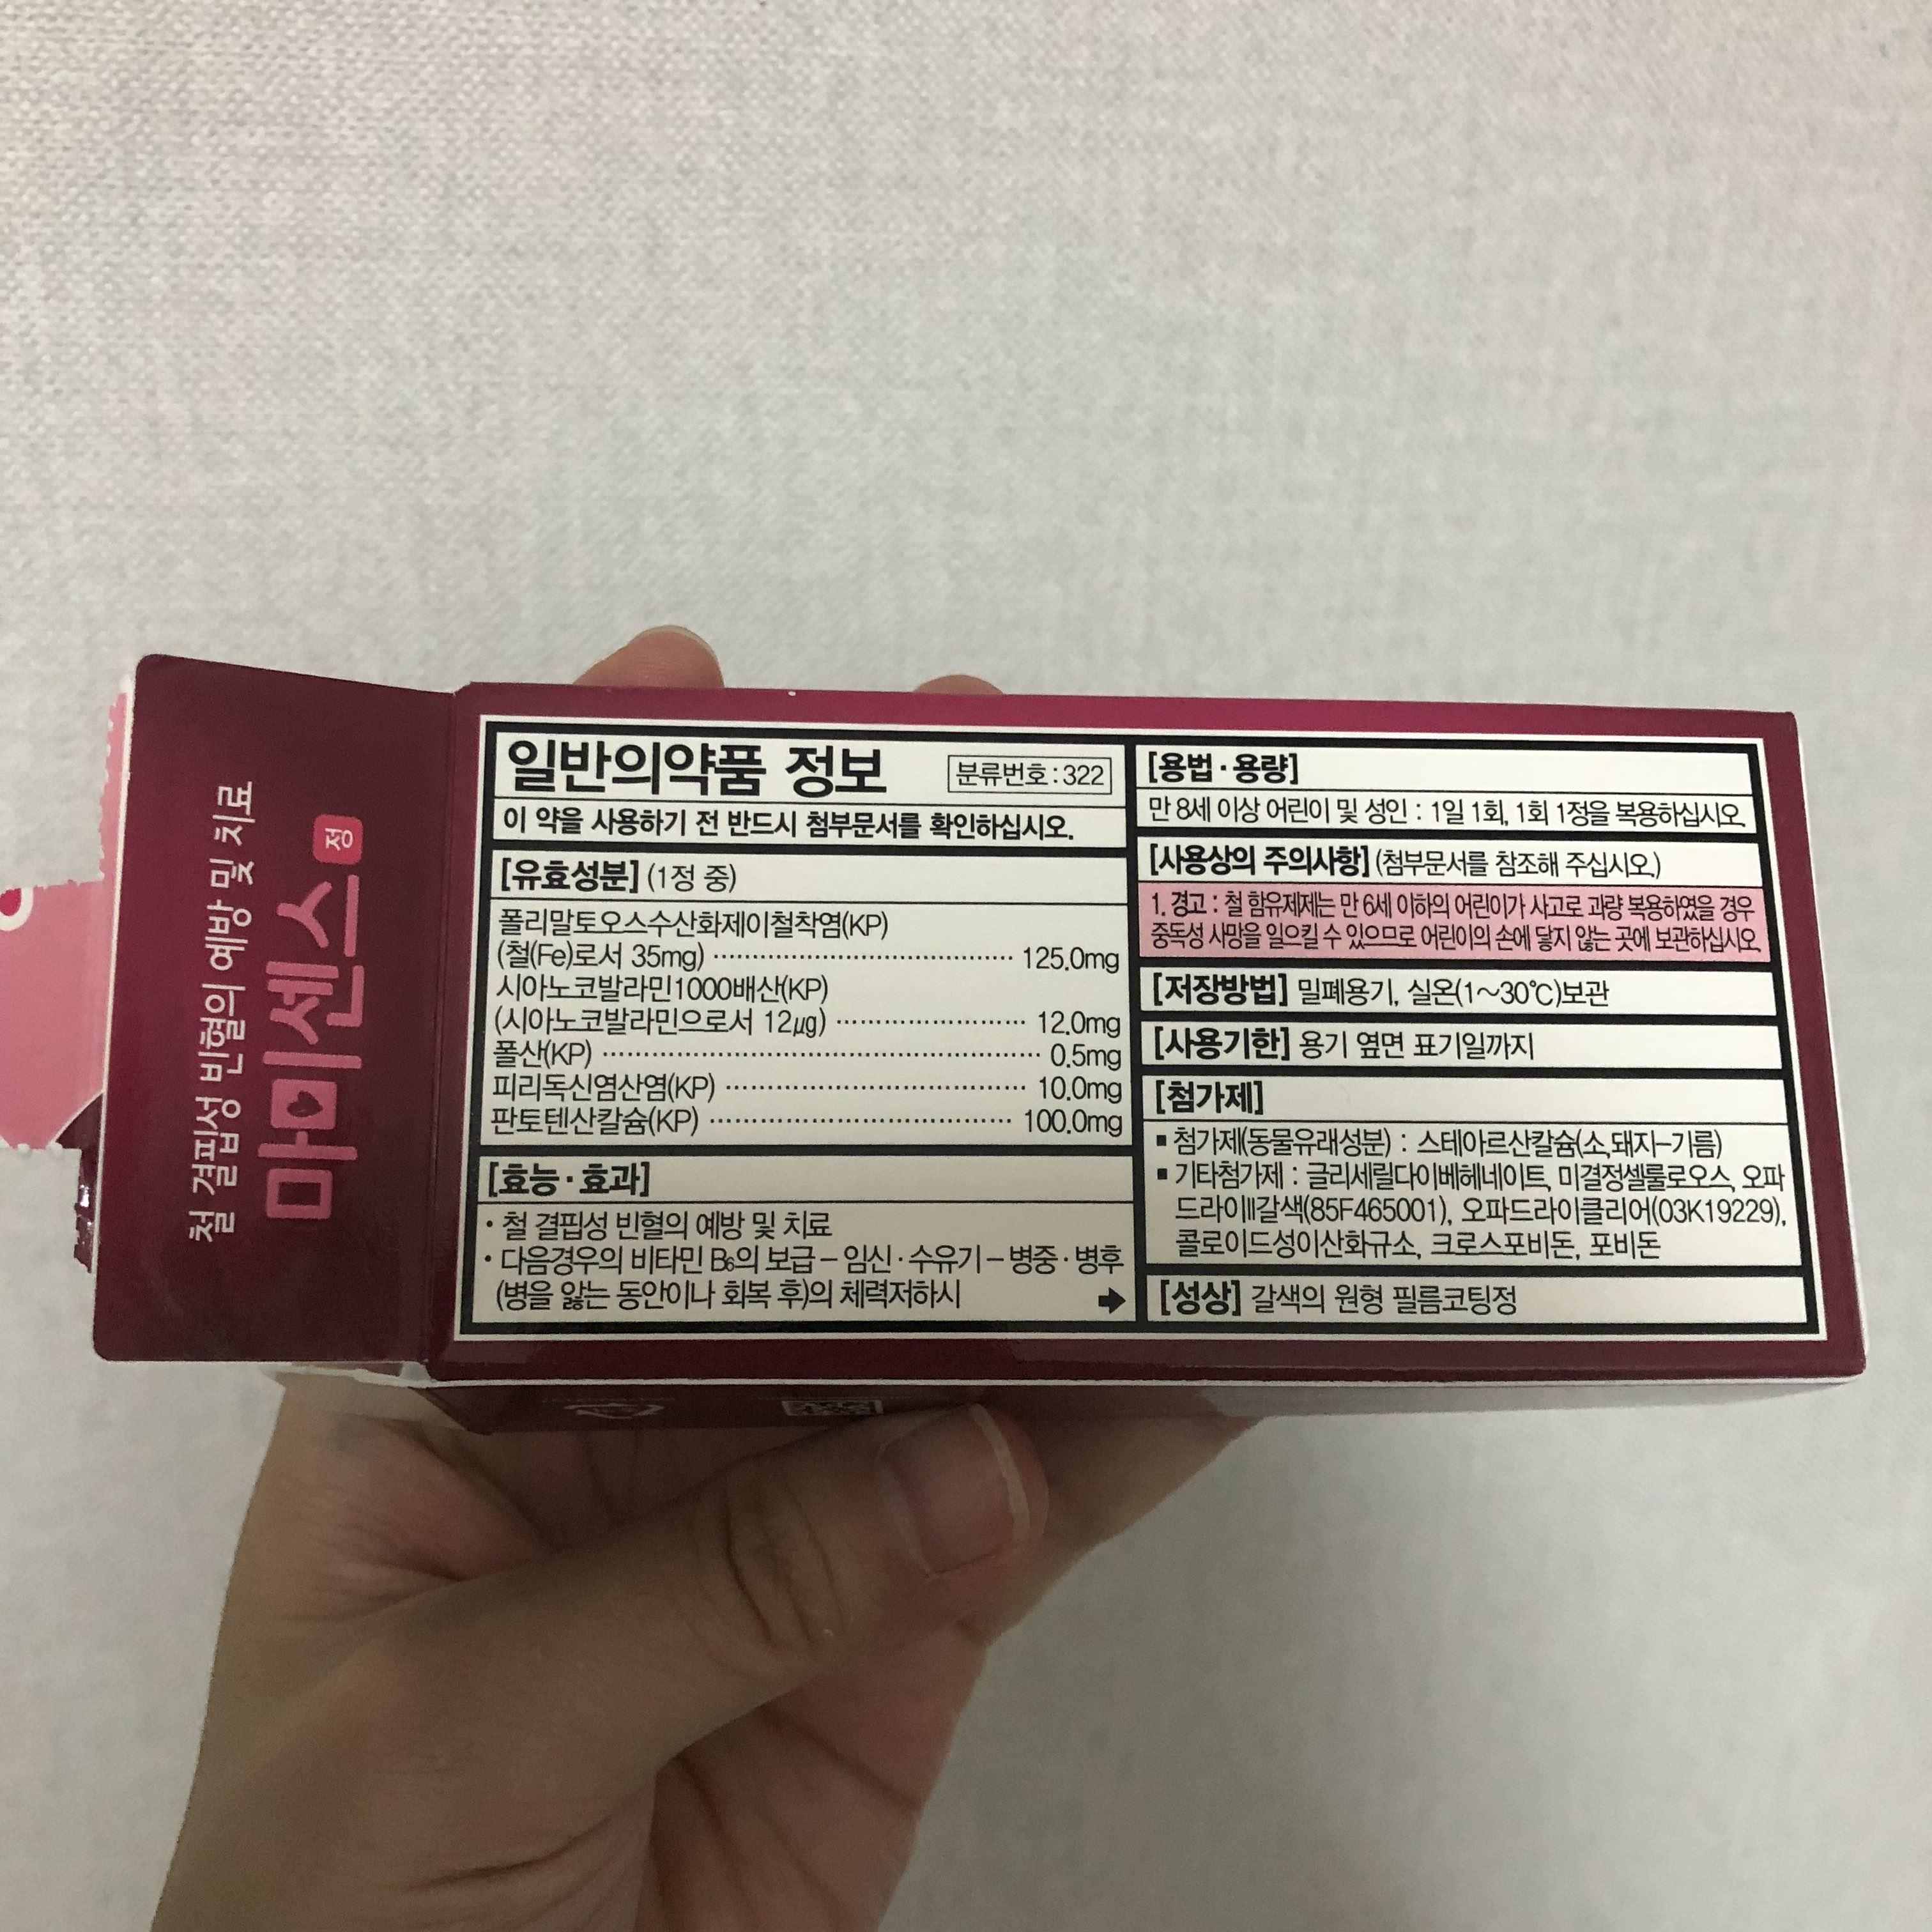 철 결핍성 빈혈의 예방 및 치료
마미센스 정
일반의약품 정보
분류번호 : 322
이 약을 사용하기 전 반드시 첨부문서를 확인하십시오.
[유효성분] (1정 중)
폴리말토오스수산화제이철착염(KP)
(철(Fe)로서 35mg) ······························ 125.0mg
시아노코발라민1000배산(KP)
(시아노코발라민으로서 12㎍) ···················· 12.0mg
폴산(KP) ············································ 0.5mg
피리독신염산염(KP) ······························ 10.0mg
판토텐산칼슘(KP) ······························· 100.0mg
[효능·효과]
· 철 결핍성 빈혈의 예방 및 치료
· 다음경우의 비타민 B₆의 보급 – 임신·수유기 – 병중·병후
(병을 앓는 동안이나 회복 후)의 체력저하시
[용법·용량]
만 8세 이상 어린이 및 성인 : 1일 1회, 1회 1정을 복용하십시오.
[사용상의 주의사항] (첨부문서를 참조해 주십시오.)
1. 경고 : 철 함유제제는 만 6세 이하의 어린이가 사고로 과량 복용하였을 경우
중독성 사망을 일으킬 수 있으므로 어린이의 손에 닿지 않는 곳에 보관하십시오.
[저장방법] 밀폐용기, 실온(1~30℃)보관
[사용기한] 용기 옆면 표기일까지
[첨가제]
▪ 첨가제(동물유래성분) : 스테아르산칼슘(소,돼지-기름)
▪ 기타첨가제 : 글리세릴다이베헤네이트, 미결정셀룰로오스, 오파
드라이Ⅱ갈색(85F465001), 오파드라이클리어(03K19229),
콜로이드성이산화규소, 크로스포비돈, 포비돈
[성상] 갈색의 원형 필름코팅정